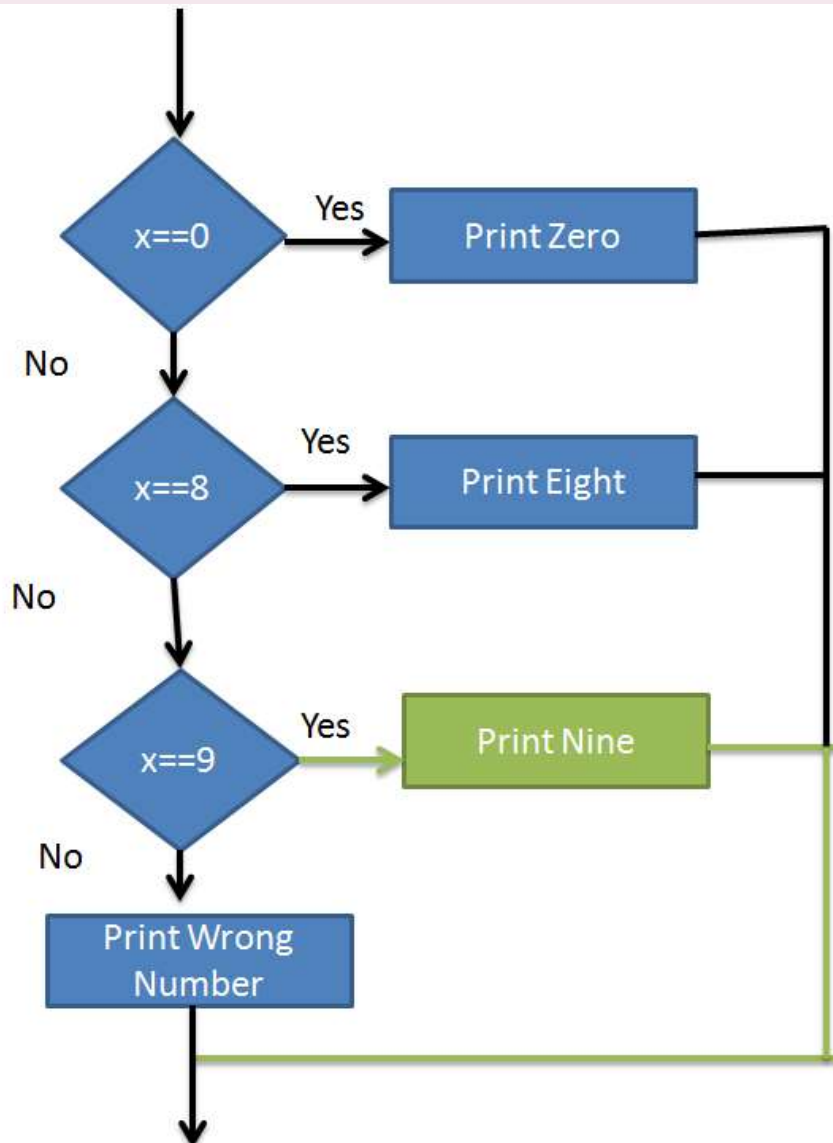 x==0
Yes
Print Zero
No
x==8
Yes
Print Eight
No
x==9
Yes
Print Nine
No
Print Wrong
Number